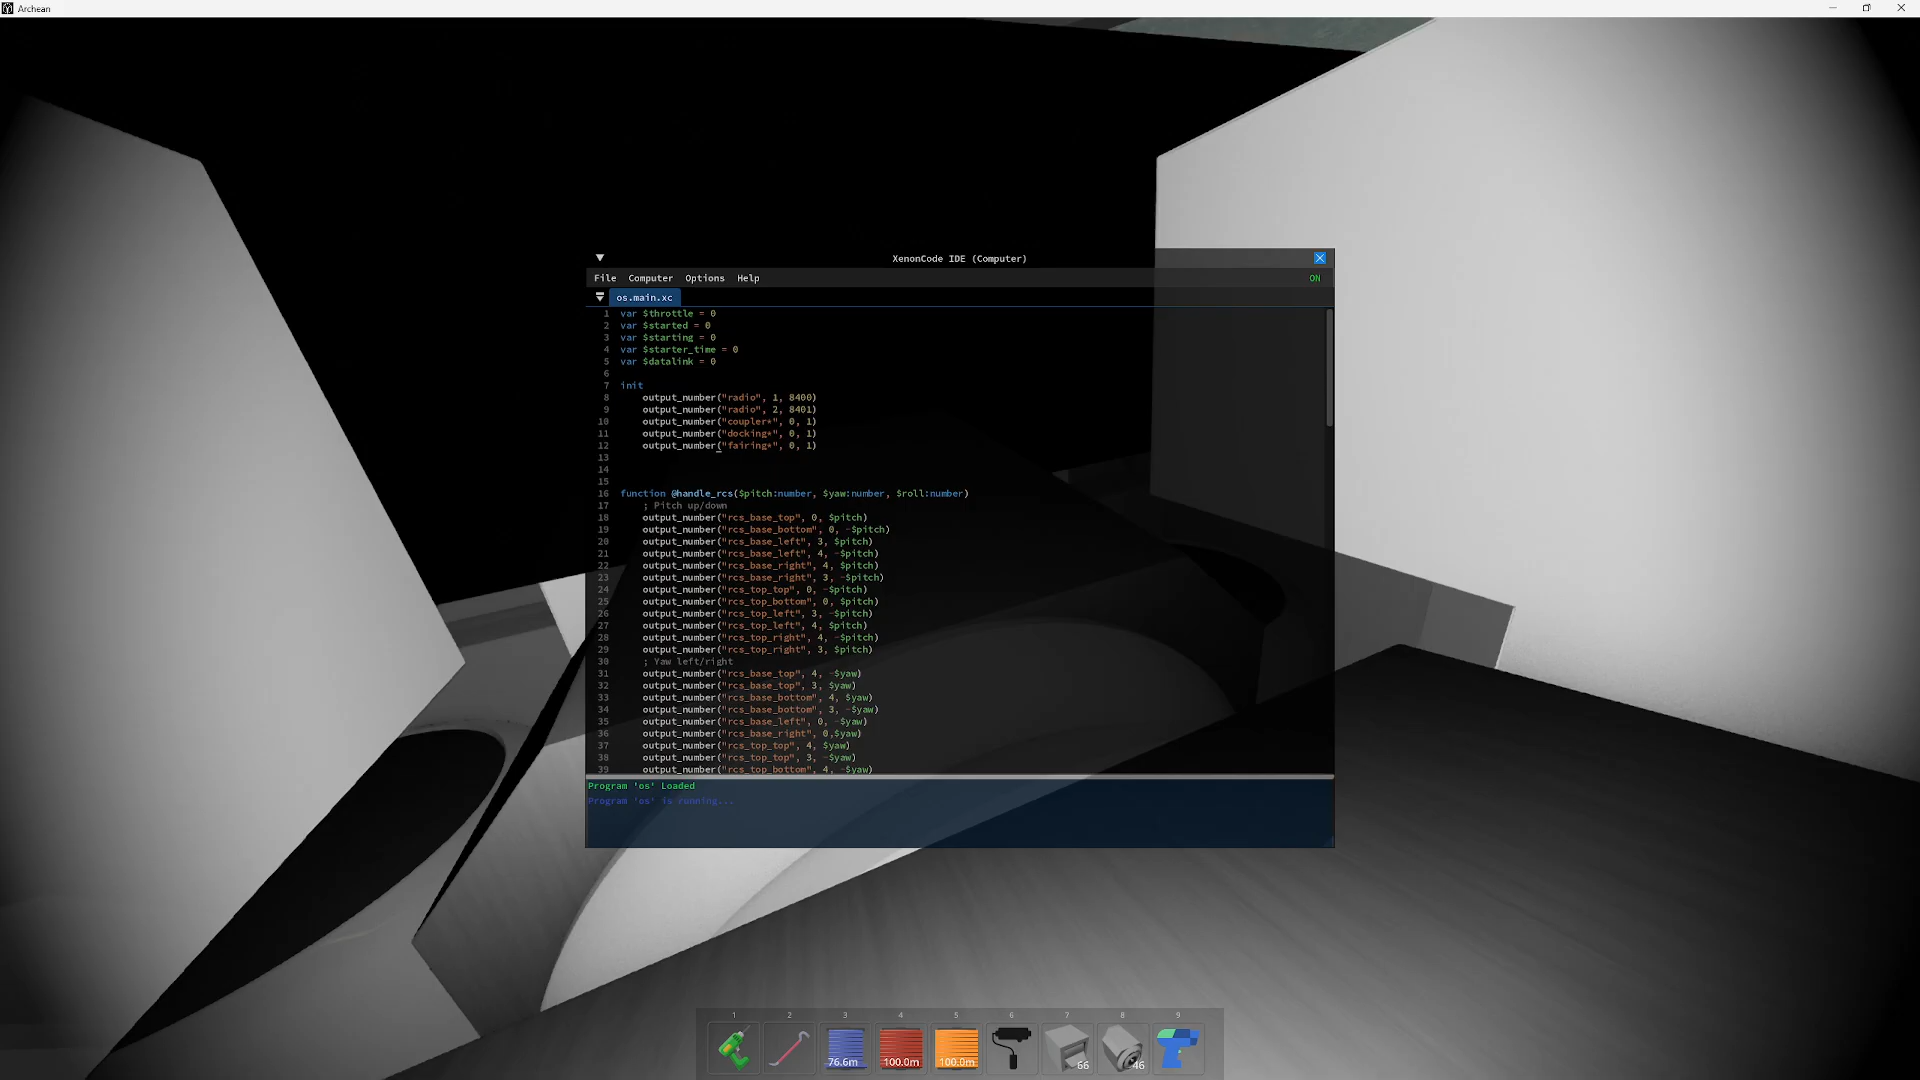 Archean
XenonCode IDE (Computer)
File Computer Options Help ON
os.main.xc
1 var $throttle = 0
2 var $started = 0
3 var $starting = 0
4 var $starter_time = 0
5 var $datalink = 0
6
7 init
8 output_number("radio", 1, 8400)
9 output_number("radio", 2, 8401)
10 output_number("coupler*", 0, 1)
11 output_number("docking*", 0, 1)
12 output_number("fairing*", 0, 1)
13
14
15
16 function @handle_rcs($pitch:number, $yaw:number, $roll:number)
17 ; Pitch up/down
18 output_number("rcs_base_top", 0, $pitch)
19 output_number("rcs_base_bottom", 0, -$pitch)
20 output_number("rcs_base_left", 3, $pitch)
21 output_number("rcs_base_left", 4, -$pitch)
22 output_number("rcs_base_right", 4, $pitch)
23 output_number("rcs_base_right", 3, -$pitch)
24 output_number("rcs_top_top", 0, -$pitch)
25 output_number("rcs_top_bottom", 0, $pitch)
26 output_number("rcs_top_left", 3, -$pitch)
27 output_number("rcs_top_left", 4, $pitch)
28 output_number("rcs_top_right", 4, -$pitch)
29 output_number("rcs_top_right", 3, $pitch)
30 ; Yaw left/right
31 output_number("rcs_base_top", 4, -$yaw)
32 output_number("rcs_base_top", 3, $yaw)
33 output_number("rcs_base_bottom", 4, $yaw)
34 output_number("rcs_base_bottom", 3, -$yaw)
35 output_number("rcs_base_left", 0, -$yaw)
36 output_number("rcs_base_right", 0,$yaw)
37 output_number("rcs_top_top", 4, $yaw)
38 output_number("rcs_top_top", 3, -$yaw)
39 output_number("rcs_top_bottom", 4, -$yaw)
Program 'os' Loaded
Program 'os' is running...
1 2 3 4 5 6 7 8 9
76.6m 100.0m 100.0m 66 46